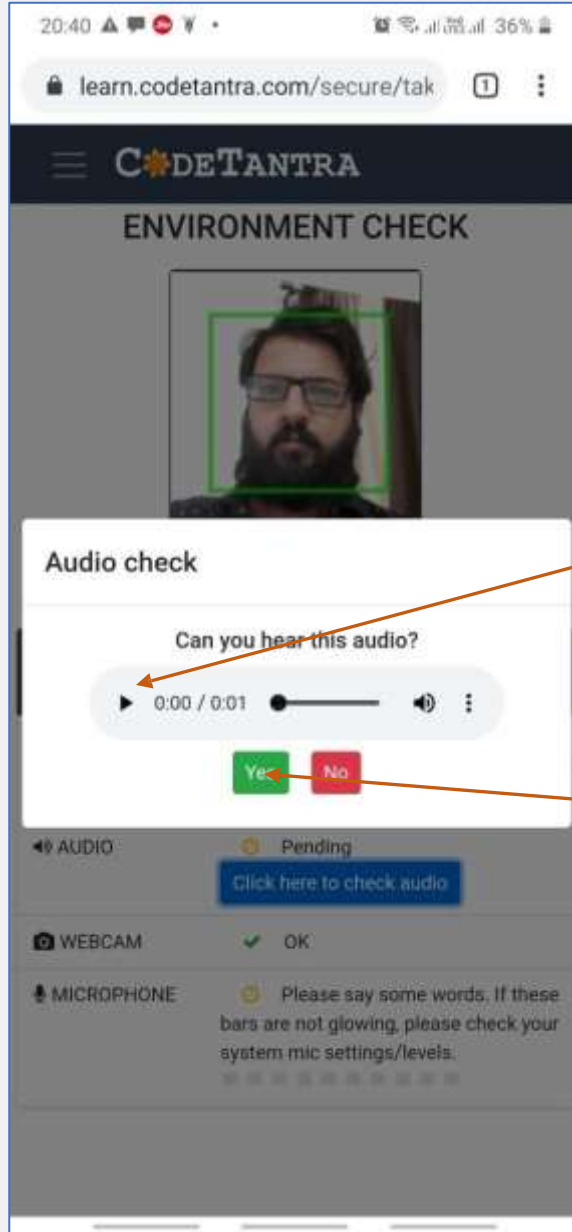 20:40
36%
learn.codetantra.com/secure/tak
1
CODETANTRA
ENVIRONMENT CHECK
Audio check
Can you hear this audio?
0:00 / 0:01
Yes
No
AUDIO
Pending
Click here to check audio
WEBCAM
OK
MICROPHONE
Please say some words. If these
bars are not glowing, please check your
system mic settings/levels.